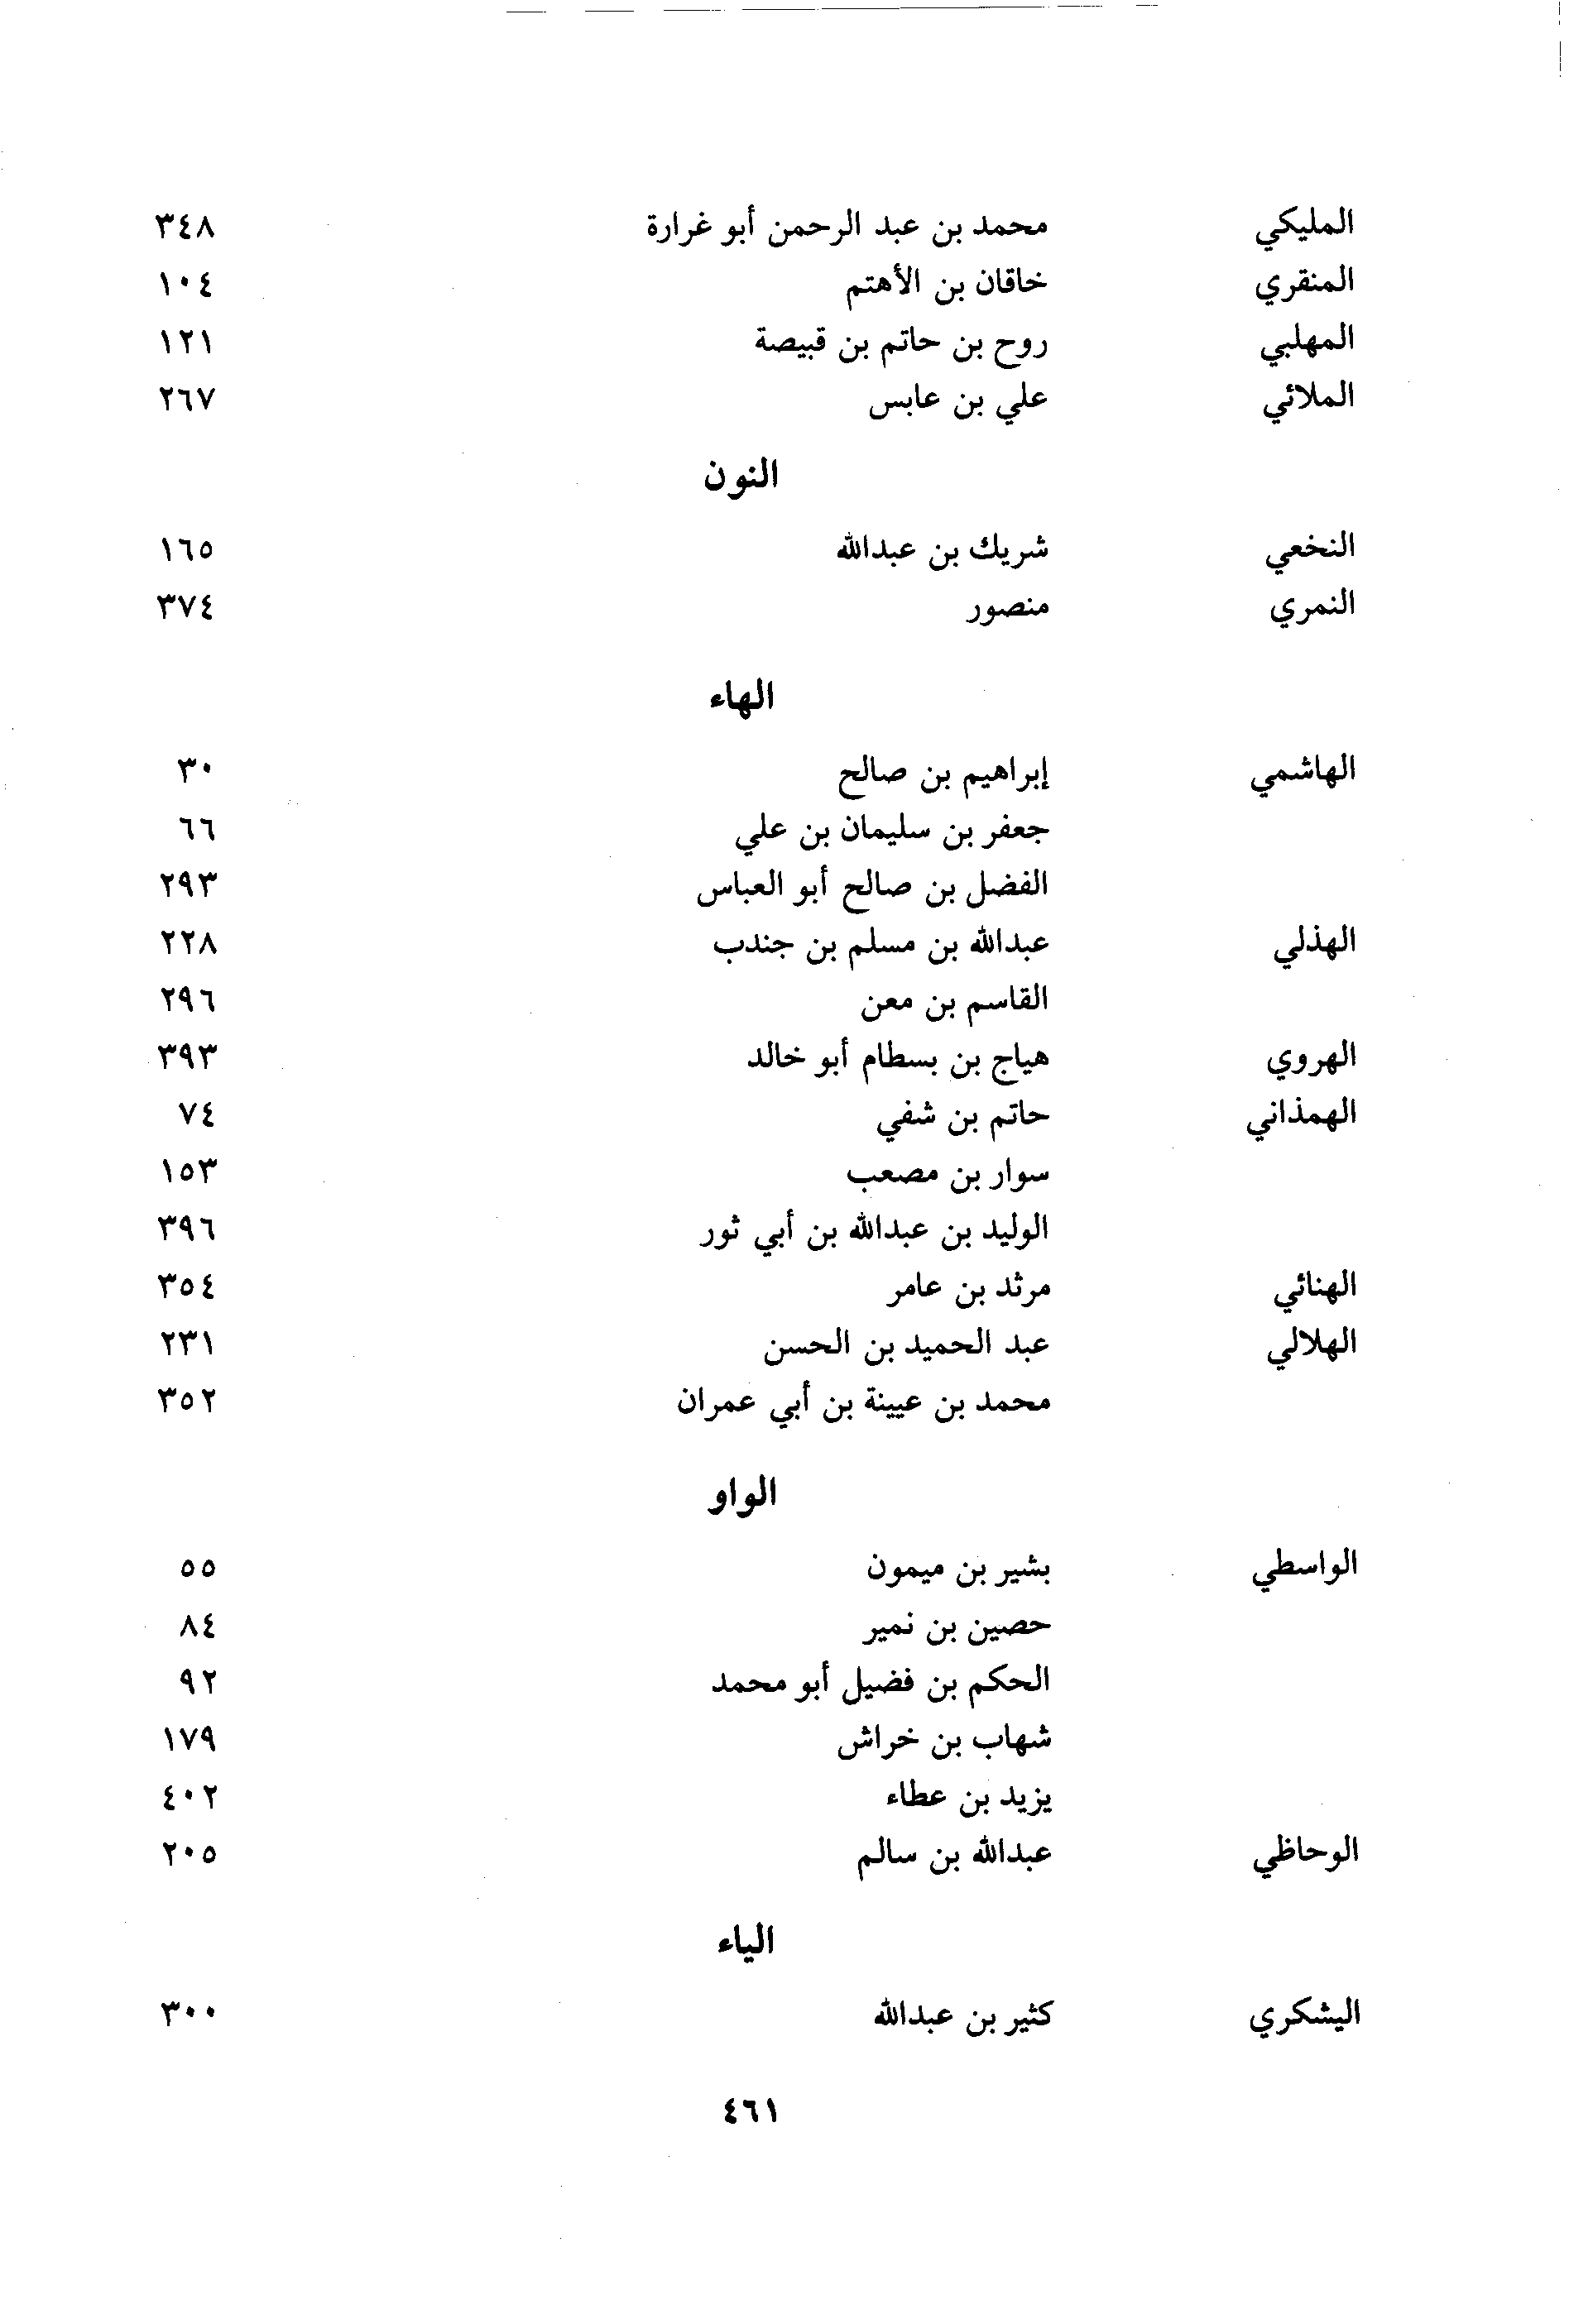 المليكي محمد بن عبد الرحمن أبو غرارة ٣٤٨
المنقري خاقان بن الأهتم ١٠٤
المهلبي روح بن حاتم بن قبيصة ١٢١
الملائي علي بن عابس ٢٦٧
النون
النخعي شريك بن عبدالله ١٦٥
النمري منصور ٣٧٤
الهاء
الهاشمي إبراهيم بن صالح ٣٠
جعفر بن سليمان بن علي ٦٦
الفضل بن صالح أبو العباس ٢٩٣
الهذلي عبدالله بن مسلم بن جندب ٢٢٨
القاسم بن معن ٢٩٦
الهروي هياج بن بسطام أبو خالد ٣٩٣
الهمذاني حاتم بن شفي ٧٤
سوار بن مصعب ١٥٣
الوليد بن عبدالله بن أبي ثور ٣٩٦
الهنائي مرثد بن عامر ٣٥٤
الهلالي عبد الحميد بن الحسن ٢٣١
محمد بن عيينة بن أبي عمران ٣٥٢
الواو
الواسطي بشير بن ميمون ٥٥
حصين بن نمير ٨٤
الحكم بن فضيل أبو محمد ٩٢
شهاب بن خراش ١٧٩
يزيد بن عطاء ٤٠٢
الوحاظي عبدالله بن سالم ٢٠٥
الياء
اليشكري كثير بن عبدالله ٣٠٠
٤٦١